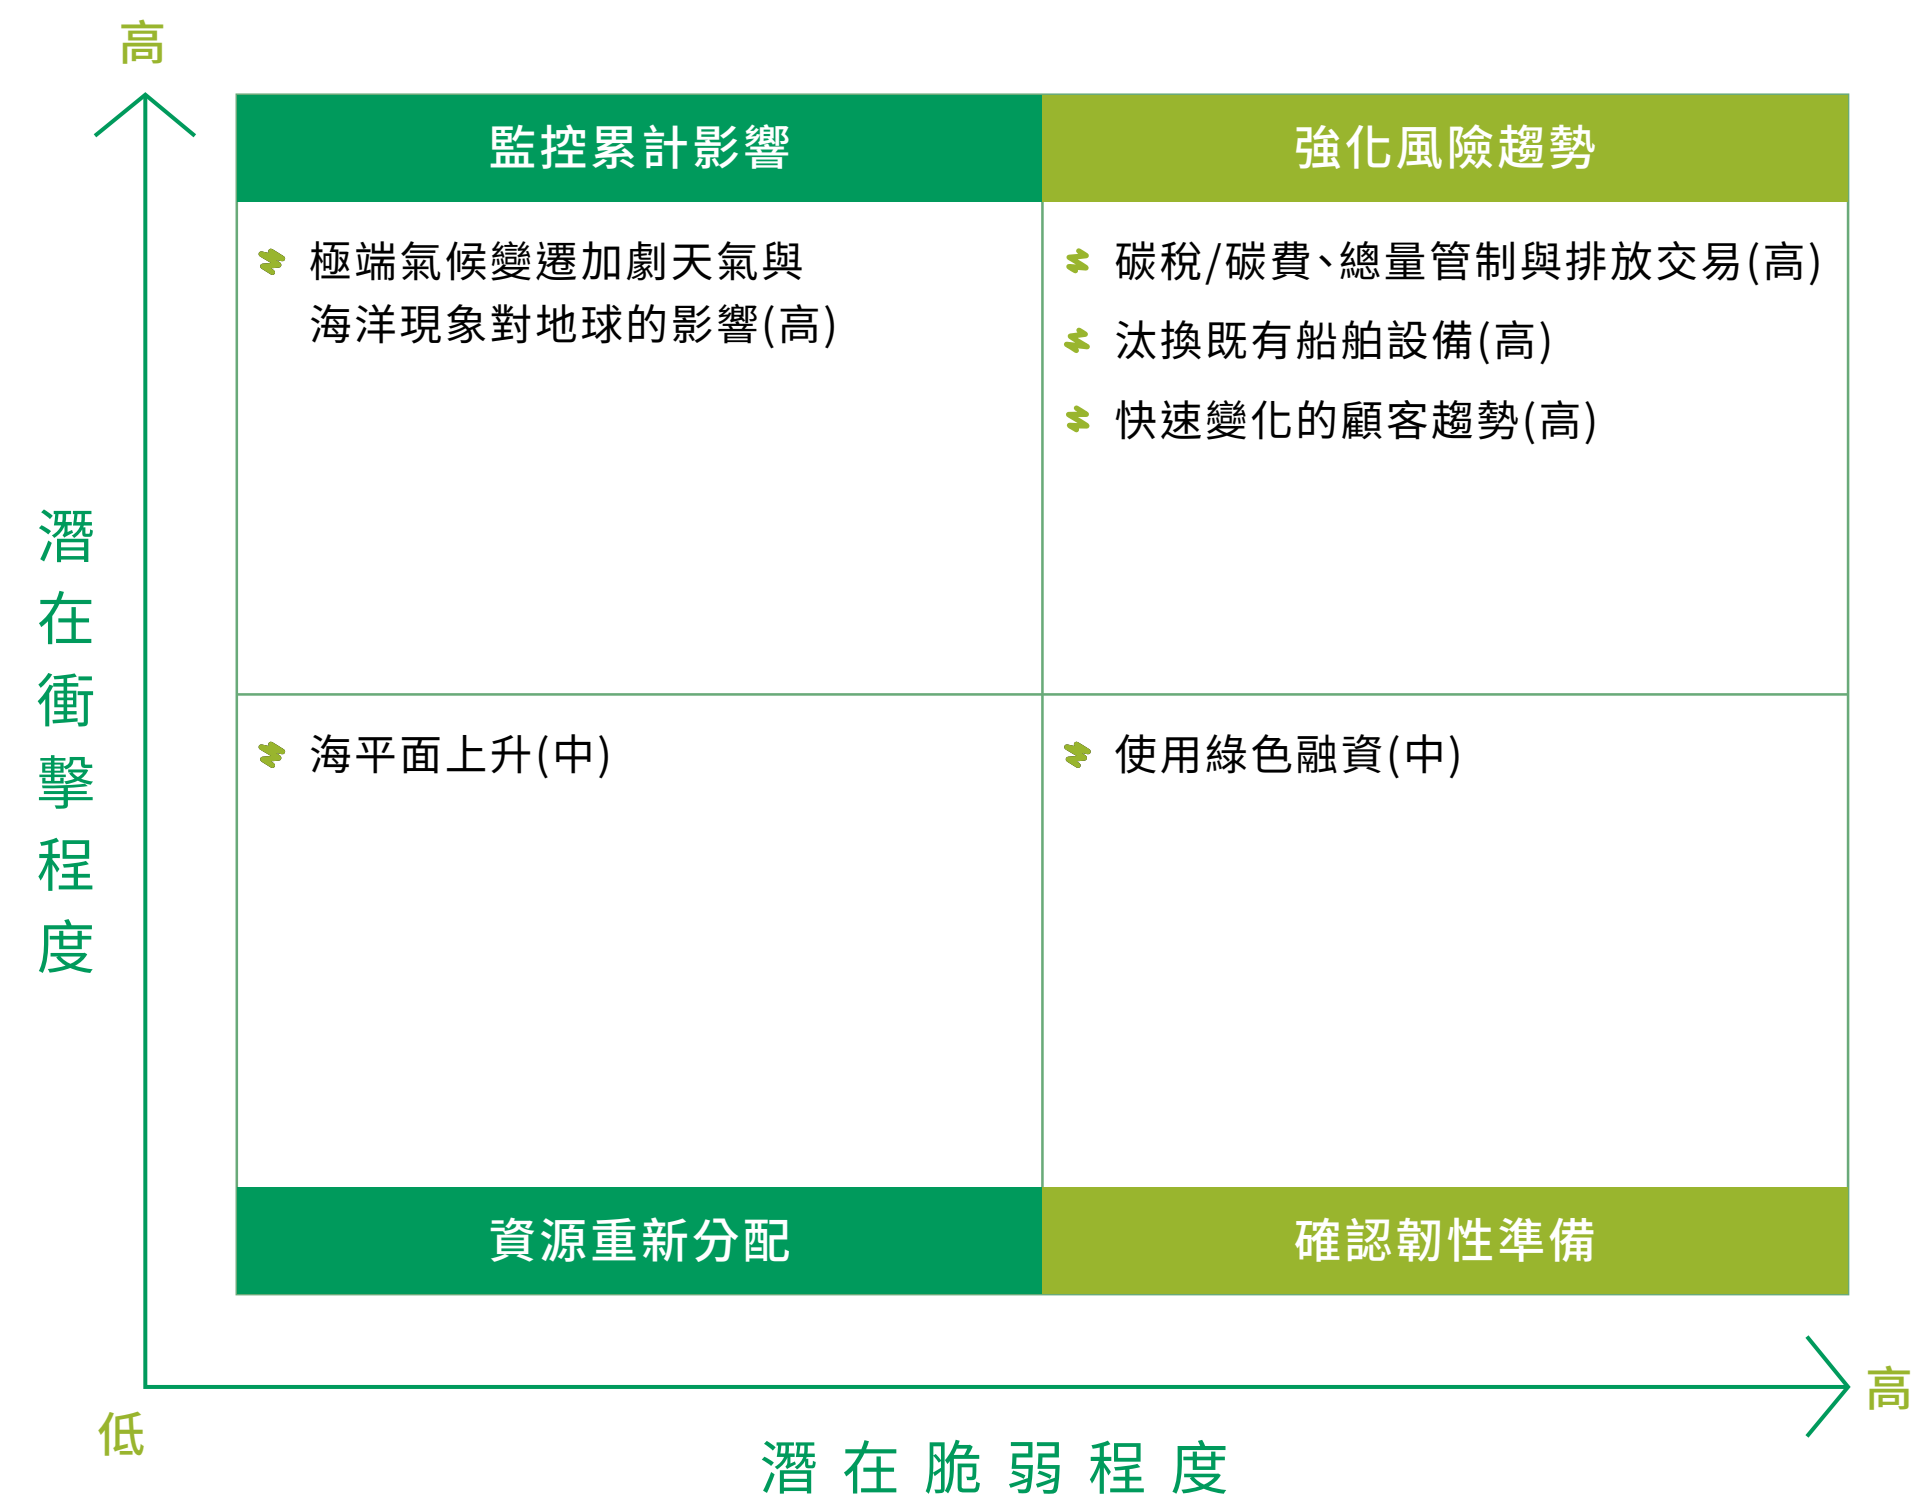 高
監控累計影響
強化風險趨勢
極端氣候變遷加劇天氣與
海洋現象對地球的影響(高)
碳稅/碳費、總量管制與排放交易(高)
汰換既有船舶設備(高)
快速變化的顧客趨勢(高)
潛在衝擊程度
海平面上升(中)
使用綠色融資(中)
資源重新分配
確認韌性準備
高
低
潛在脆弱程度